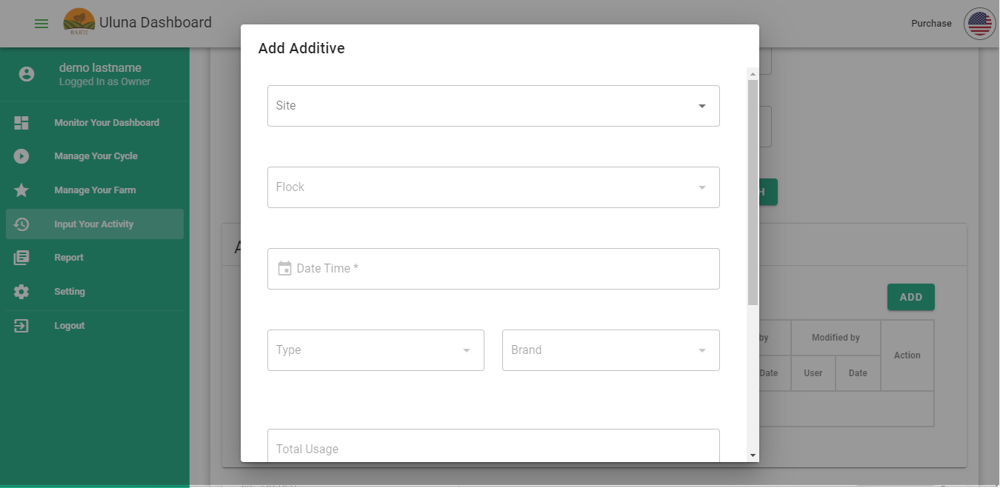 Uluna Dashboard
BAKU
Purchase
demo lastname
Logged In as Owner
Monitor Your Dashboard
Manage Your Cycle
Manage Your Farm
Input Your Activity
Report
Setting
Logout
Add Additive
Site
Flock
Date Time *
Type
Brand
Total Usage
H
A
ADD
by
Modified by
Action
Date
User
Date